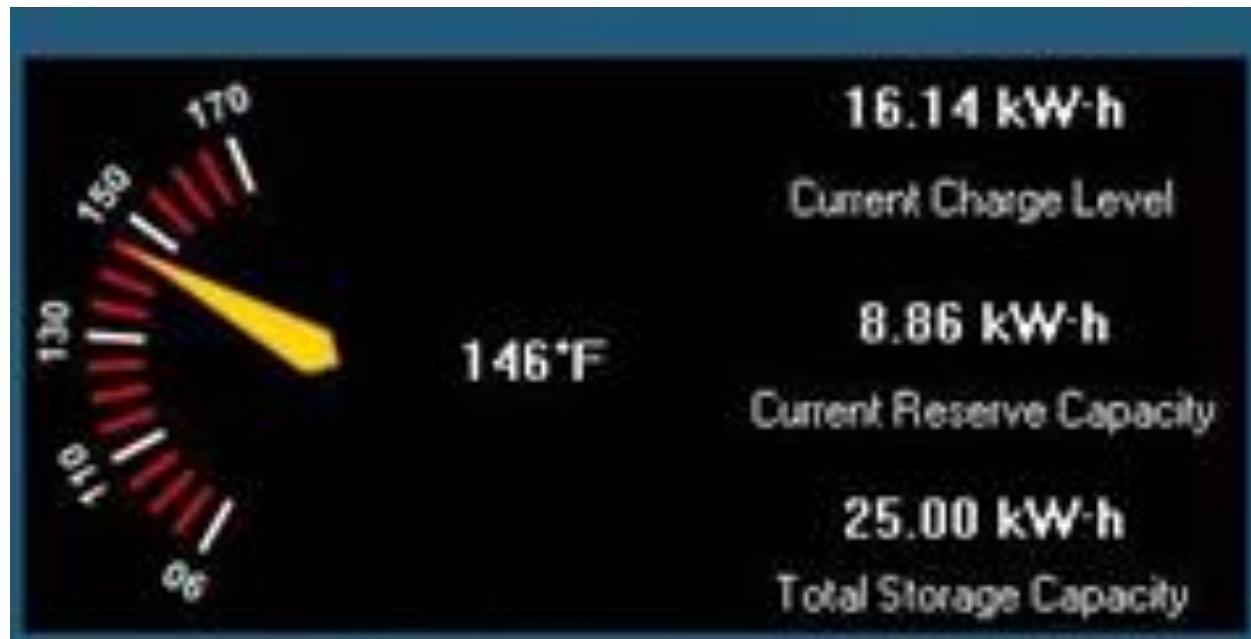 170
150
130
110
90
146°F
16.14 kW·h
Current Charge Level
8.86 kW·h
Current Reserve Capacity
25.00 kW·h
Total Storage Capacity